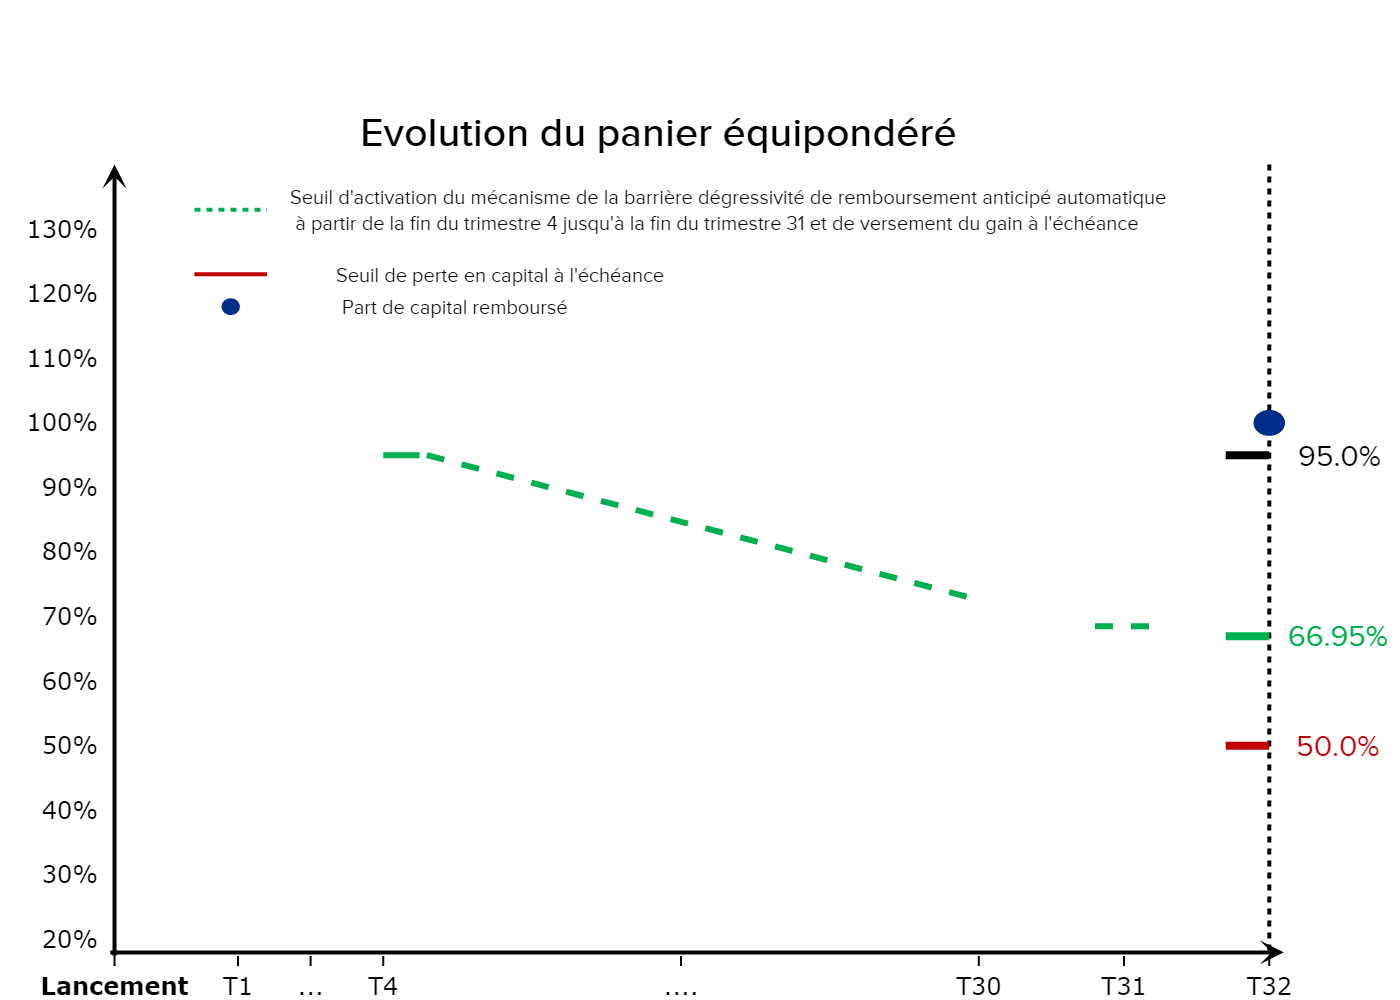 Evolution du panier équipondéré
Seuil d'activation du mécanisme de la barrière dégressivité de remboursement anticipé automatique
à partir de la fin du trimestre 4 jusqu'à la fin du trimestre 31 et de versement du gain à l'échéance
Seuil de perte en capital à l'échéance
Part de capital remboursé
130%
120%
110%
100%
90%
80%
70%
60%
50%
40%
30%
20%
95.0%
66.95%
50.0%
Lancement T1 ... T4 .... T30 T31 T32